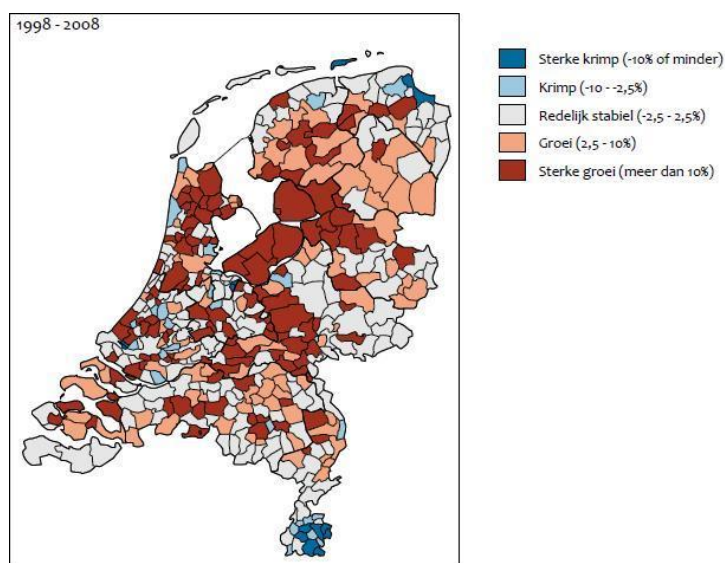 1998 - 2008
Sterke krimp (-10% of minder)
Krimp (-10 - -2,5%)
Redelijk stabiel (-2,5 - 2,5%)
Groei (2,5 - 10%)
Sterke groei (meer dan 10%)